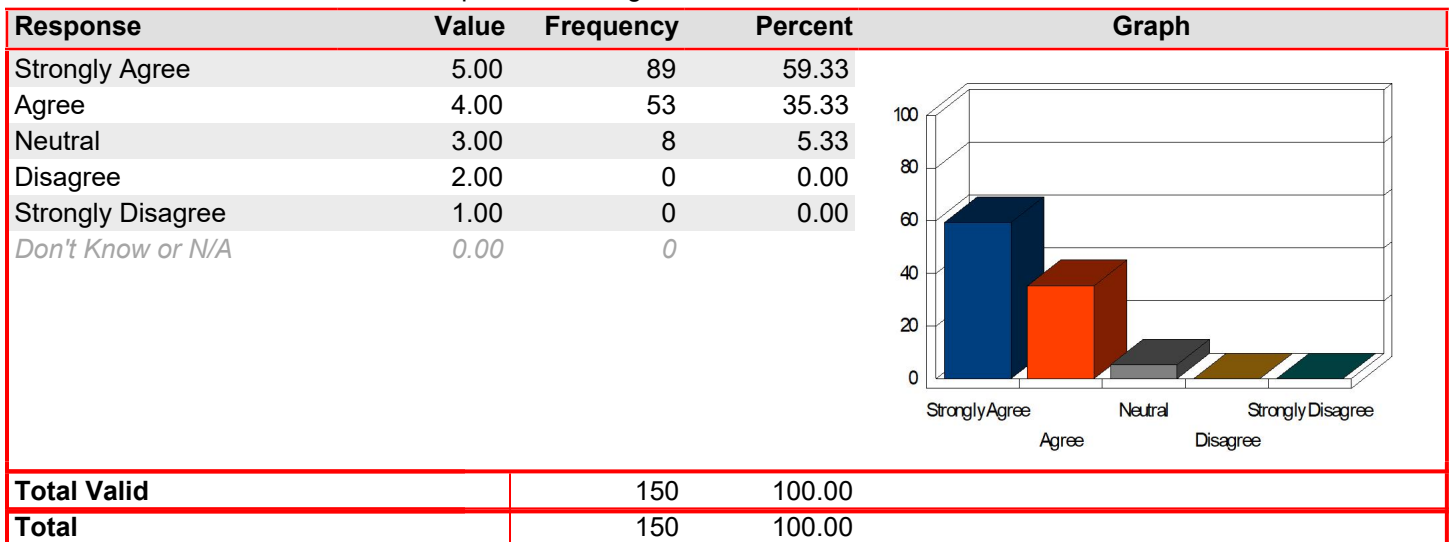 Response Value Frequency Percent Graph
Strongly Agree 5.00 89 59.33
Agree 4.00 53 35.33
Neutral 3.00 8 5.33
Disagree 2.00 0 0.00
Strongly Disagree 1.00 0 0.00
Don't Know or N/A 0.00 0
100
80
60
40
20
0
Strongly Agree Neutral Strongly Disagree
Agree Disagree
Total Valid 150 100.00
Total 150 100.00